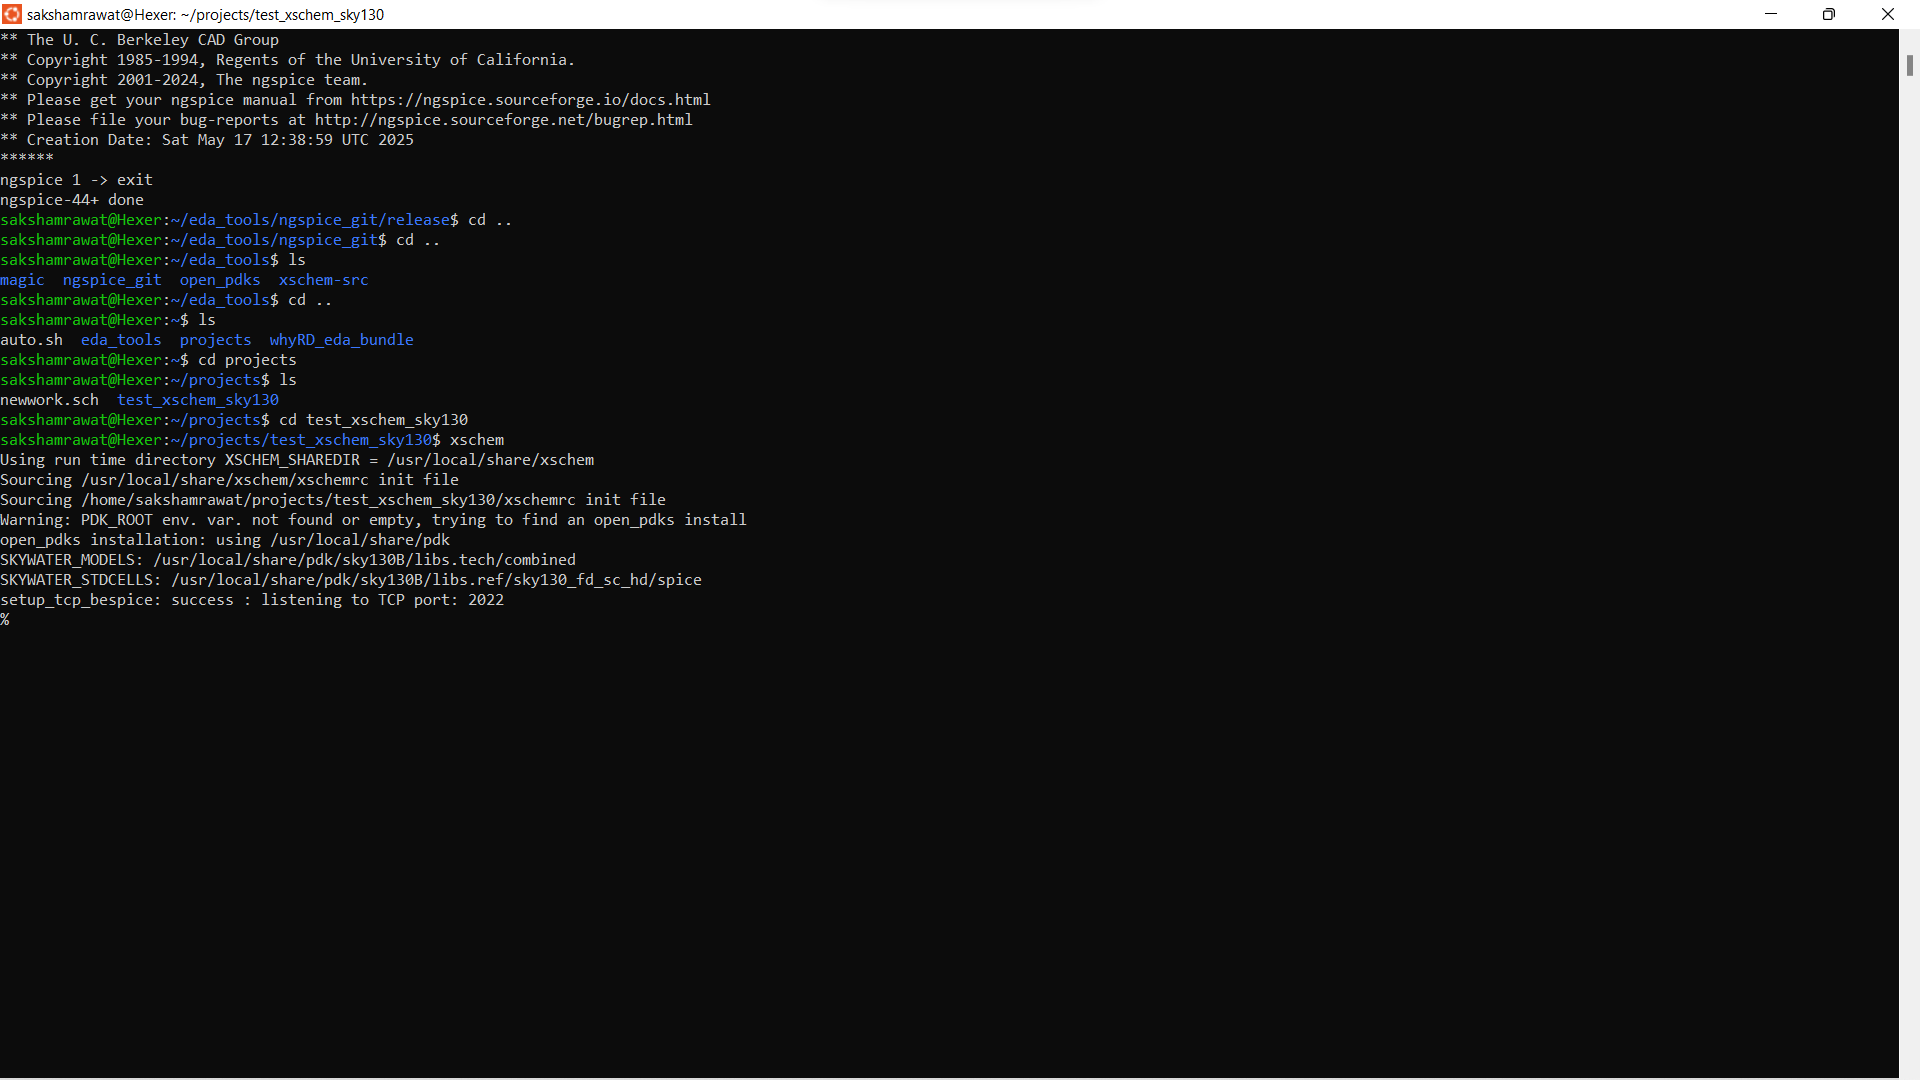 sakshamrawat@Hexer: ~/projects/test_xschem_sky130
** The U. C. Berkeley CAD Group
** Copyright 1985-1994, Regents of the University of California.
** Copyright 2001-2024, The ngspice team.
** Please get your ngspice manual from https://ngspice.sourceforge.io/docs.html
** Please file your bug-reports at http://ngspice.sourceforge.net/bugrep.html
** Creation Date: Sat May 17 12:38:59 UTC 2025
******
ngspice 1 -> exit
ngspice-44+ done
sakshamrawat@Hexer:~/eda_tools/ngspice_git/release$ cd ..
sakshamrawat@Hexer:~/eda_tools/ngspice_git$ cd ..
sakshamrawat@Hexer:~/eda_tools$ ls
magic  ngspice_git  open_pdks  xschem-src
sakshamrawat@Hexer:~/eda_tools$ cd ..
sakshamrawat@Hexer:~$ ls
auto.sh  eda_tools  projects  whyRD_eda_bundle
sakshamrawat@Hexer:~$ cd projects
sakshamrawat@Hexer:~/projects$ ls
newwork.sch  test_xschem_sky130
sakshamrawat@Hexer:~/projects$ cd test_xschem_sky130
sakshamrawat@Hexer:~/projects/test_xschem_sky130$ xschem
Using run time directory XSCHEM_SHAREDIR = /usr/local/share/xschem
Sourcing /usr/local/share/xschem/xschemrc init file
Sourcing /home/sakshamrawat/projects/test_xschem_sky130/xschemrc init file
Warning: PDK_ROOT env. var. not found or empty, trying to find an open_pdks install
open_pdks installation: using /usr/local/share/pdk
SKYWATER_MODELS: /usr/local/share/pdk/sky130B/libs.tech/combined
SKYWATER_STDCELLS: /usr/local/share/pdk/sky130B/libs.ref/sky130_fd_sc_hd/spice
setup_tcp_bespice: success : listening to TCP port: 2022
%